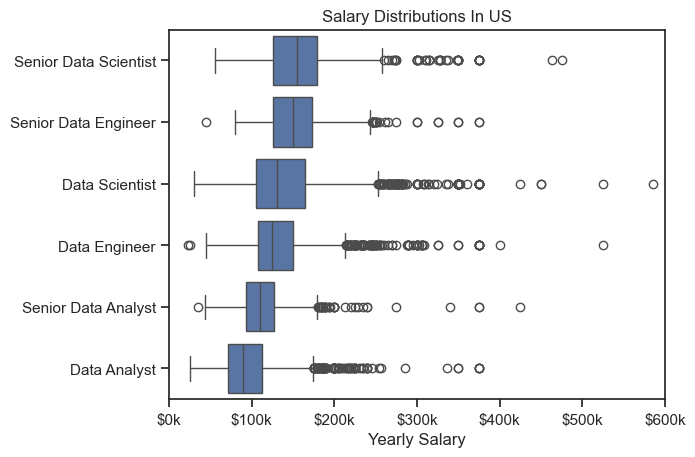 Salary Distributions In US
Senior Data Scientist
Senior Data Engineer
Data Scientist
Data Engineer
Senior Data Analyst
Data Analyst
$0k $100k $200k $300k $400k $500k $600k
Yearly Salary